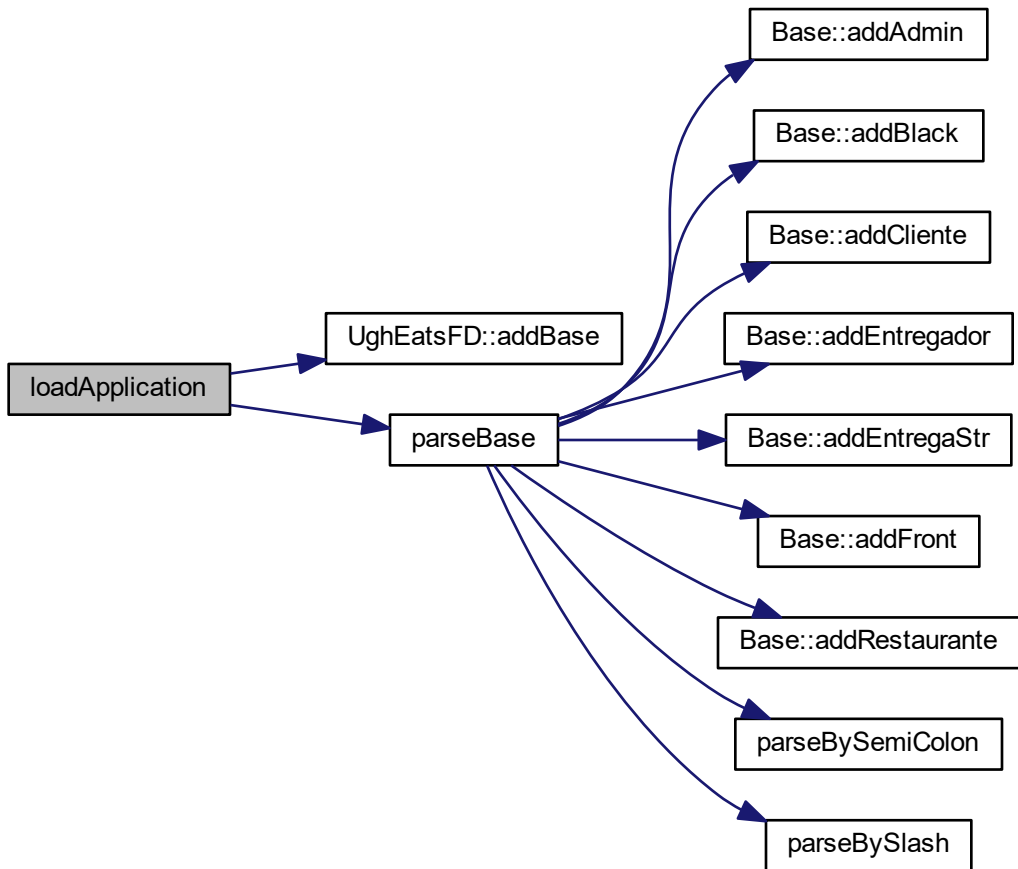 Base::addAdmin
Base::addBlack
Base::addCliente
UghEatsFD::addBase
Base::addEntregador
loadApplication
parseBase
Base::addEntregaStr
Base::addFront
Base::addRestaurante
parseBySemiColon
parseBySlash